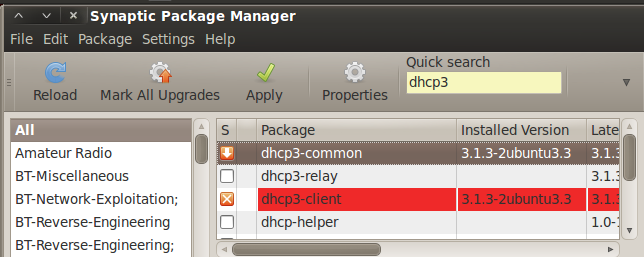 Synaptic Package Manager
File Edit Package Settings Help
Quick search
Reload Mark All Upgrades Apply Properties dhcp3
All S Package Installed Version Late
Amateur Radio dhcp3-common 3.1.3-2ubuntu3.3 3.1.3
BT-Miscellaneous dhcp3-relay 3.1.3
BT-Network-Exploitation; dhcp3-client 3.1.3-2ubuntu3.3 3.1.3
BT-Reverse-Engineering dhcp-helper 1.0-1
BT-Reverse-Engineering;